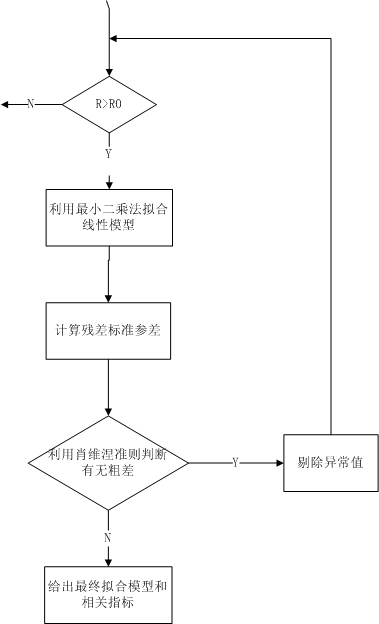 R>R0
N
Y
利用最小二乘法拟合
线性模型
计算残差标准参差
利用肖维涅准则判断
有无粗差
Y
剔除异常值
N
给出最终拟合模型和
相关指标